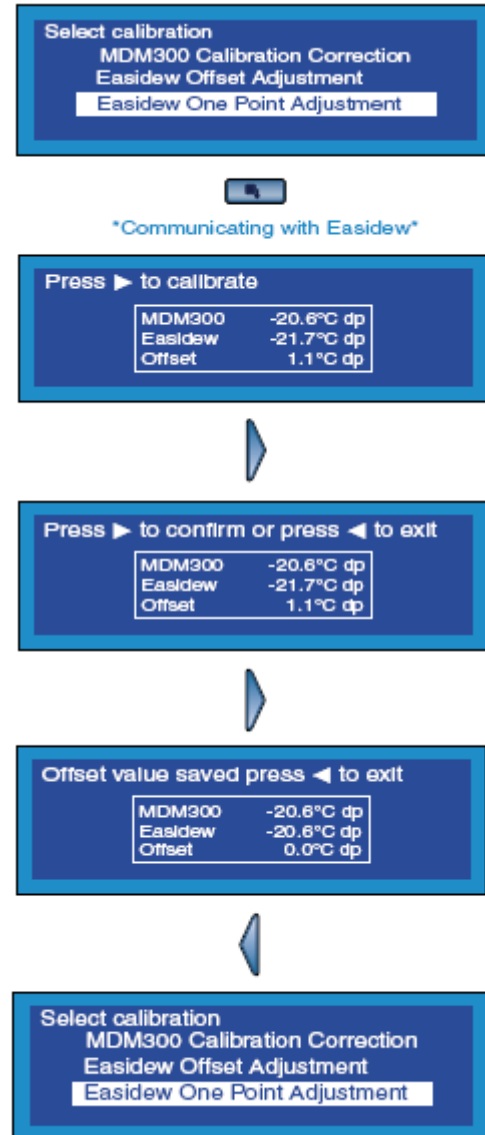 Select calibration
MDM300 Calibration Correction
Easidew Offset Adjustment
Easidew One Point Adjustment
"Communicating with Easidew"
Press ▶ to calibrate
MDM300 -20.6°C dp
Easidew -21.7°C dp
Offset 1.1°C dp
Press ▶ to confirm or press ◀ to exit
MDM300 -20.6°C dp
Easidew -21.7°C dp
Offset 1.1°C dp
Offset value saved press ◀ to exit
MDM300 -20.6°C dp
Easidew -20.6°C dp
Offset 0.0°C dp
Select calibration
MDM300 Calibration Correction
Easidew Offset Adjustment
Easidew One Point Adjustment